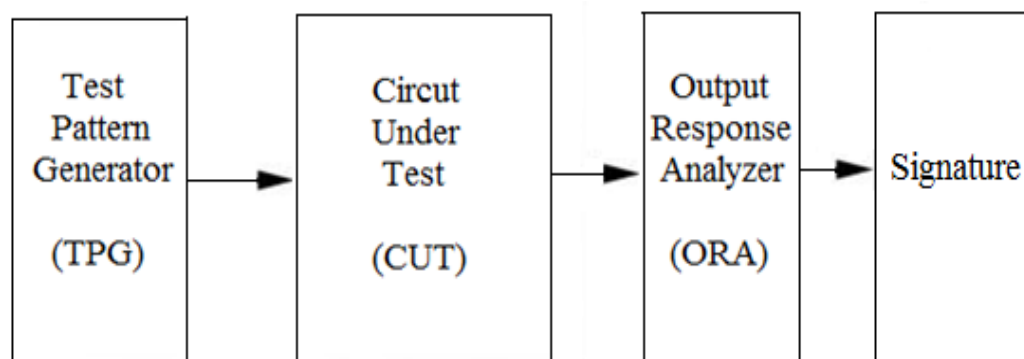 Test
Pattern
Generator
(TPG)
Circut
Under
Test
(CUT)
Output
Response
Analyzer
(ORA)
Signature